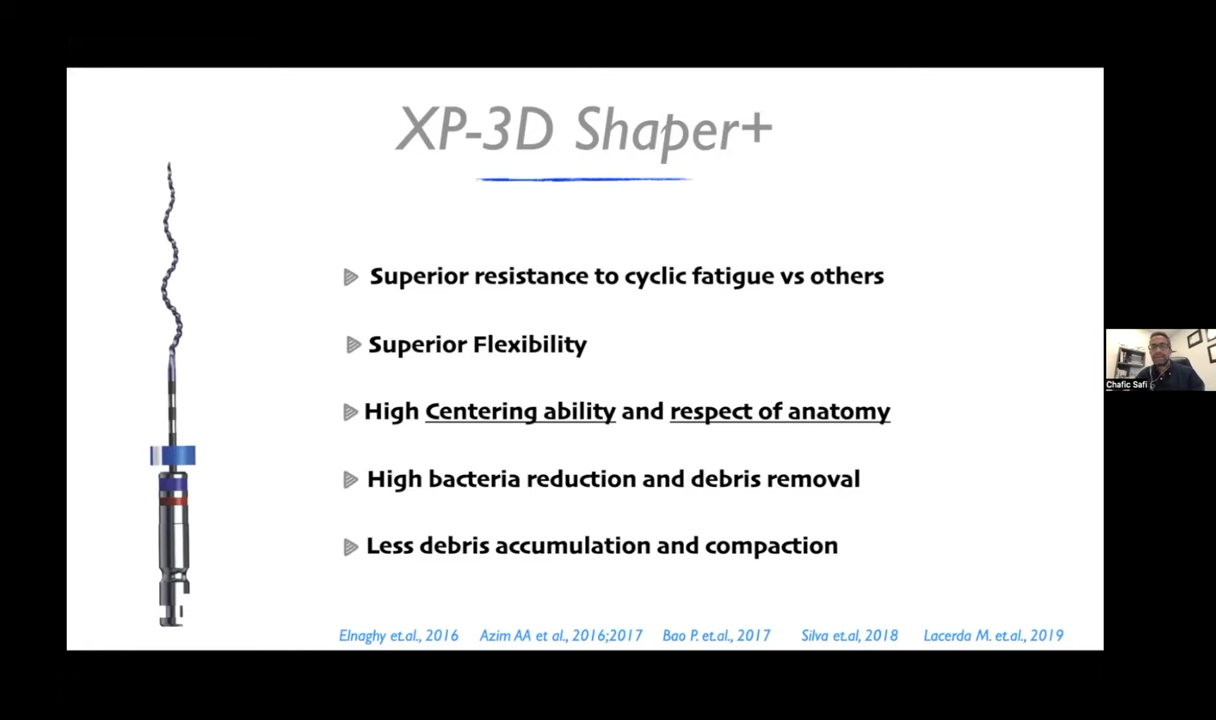 XP-3D Shaper+
Superior resistance to cyclic fatigue vs others
Superior Flexibility
High Centering ability and respect of anatomy
High bacteria reduction and debris removal
Less debris accumulation and compaction
Elnaghy et.al., 2016 Azim AA et al., 2016;2017 Bao P. et.al., 2017 Silva et.al, 2018 Lacerda M. et.al., 2019
Chafic Safi